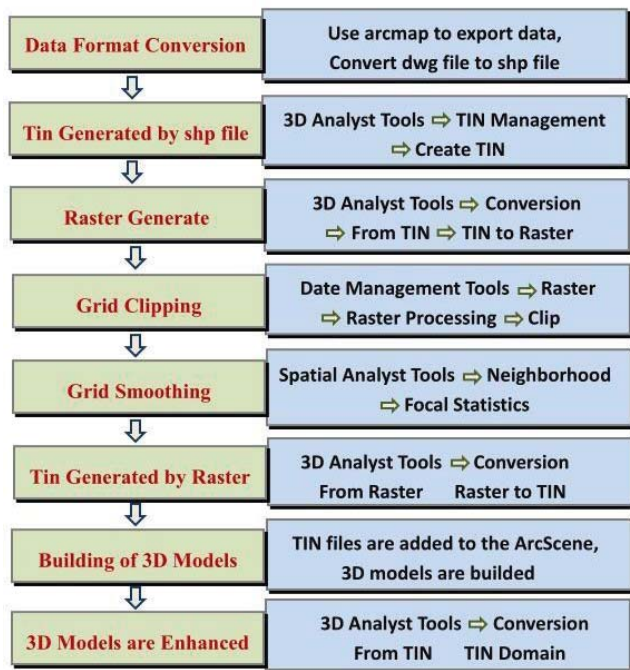 Data Format Conversion
Use arcmap to export data,
Convert dwg file to shp file
Tin Generated by shp file
3D Analyst Tools ⇨ TIN Management
⇨ Create TIN
Raster Generate
3D Analyst Tools ⇨ Conversion
⇨ From TIN ⇨ TIN to Raster
Grid Clipping
Date Management Tools ⇨ Raster
⇨ Raster Processing ⇨ Clip
Grid Smoothing
Spatial Analyst Tools ⇨ Neighborhood
⇨ Focal Statistics
Tin Generated by Raster
3D Analyst Tools ⇨ Conversion
From Raster Raster to TIN
Building of 3D Models
TIN files are added to the ArcScene,
3D models are builded
3D Models are Enhanced
3D Analyst Tools ⇨ Conversion
From TIN TIN Domain